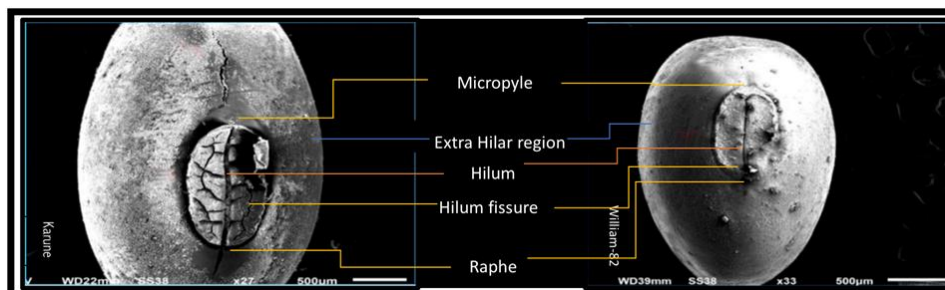 Micropyle
Extra Hilar region
Hilum
Hilum fissure
Raphe
Karune
WD22mm SS38 x27 500µm
William-82
WD39mm SS38 x33 500µm